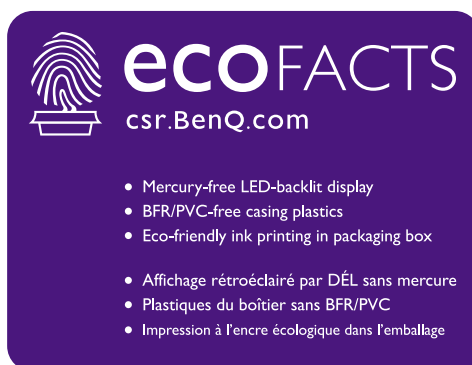 ecoFACTS
csr.BenQ.com
• Mercury-free LED-backlit display
• BFR/PVC-free casing plastics
• Eco-friendly ink printing in packaging box
• Affichage rétroéclairé par DÉL sans mercure
• Plastiques du boîtier sans BFR/PVC
• Impression à l'encre écologique dans l'emballage